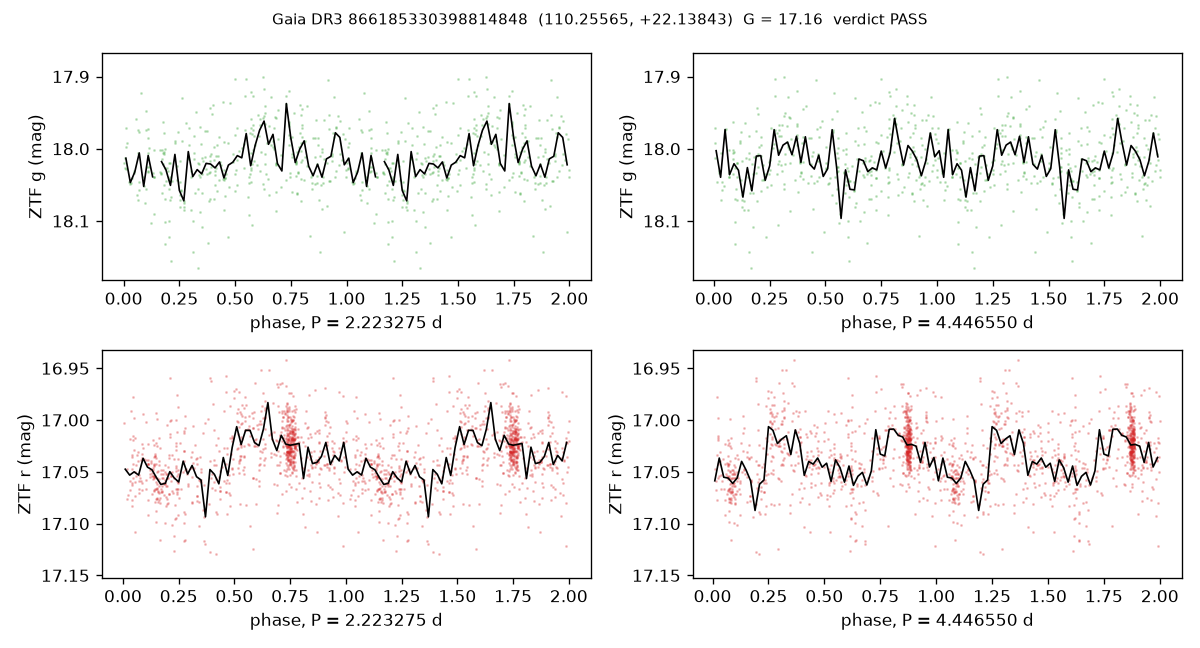 Gaia DR3 866185330398814848 (110.25565, +22.13843) G = 17.16 verdict PASS
ZTF g (mag)
17.9
18.0
18.1
0.00 0.25 0.50 0.75 1.00 1.25 1.50 1.75 2.00
phase, P = 2.223275 d
ZTF g (mag)
17.9
18.0
18.1
0.00 0.25 0.50 0.75 1.00 1.25 1.50 1.75 2.00
phase, P = 4.446550 d
ZTF r (mag)
16.95
17.00
17.05
17.10
17.15
0.00 0.25 0.50 0.75 1.00 1.25 1.50 1.75 2.00
phase, P = 2.223275 d
ZTF r (mag)
16.95
17.00
17.05
17.10
17.15
0.00 0.25 0.50 0.75 1.00 1.25 1.50 1.75 2.00
phase, P = 4.446550 d